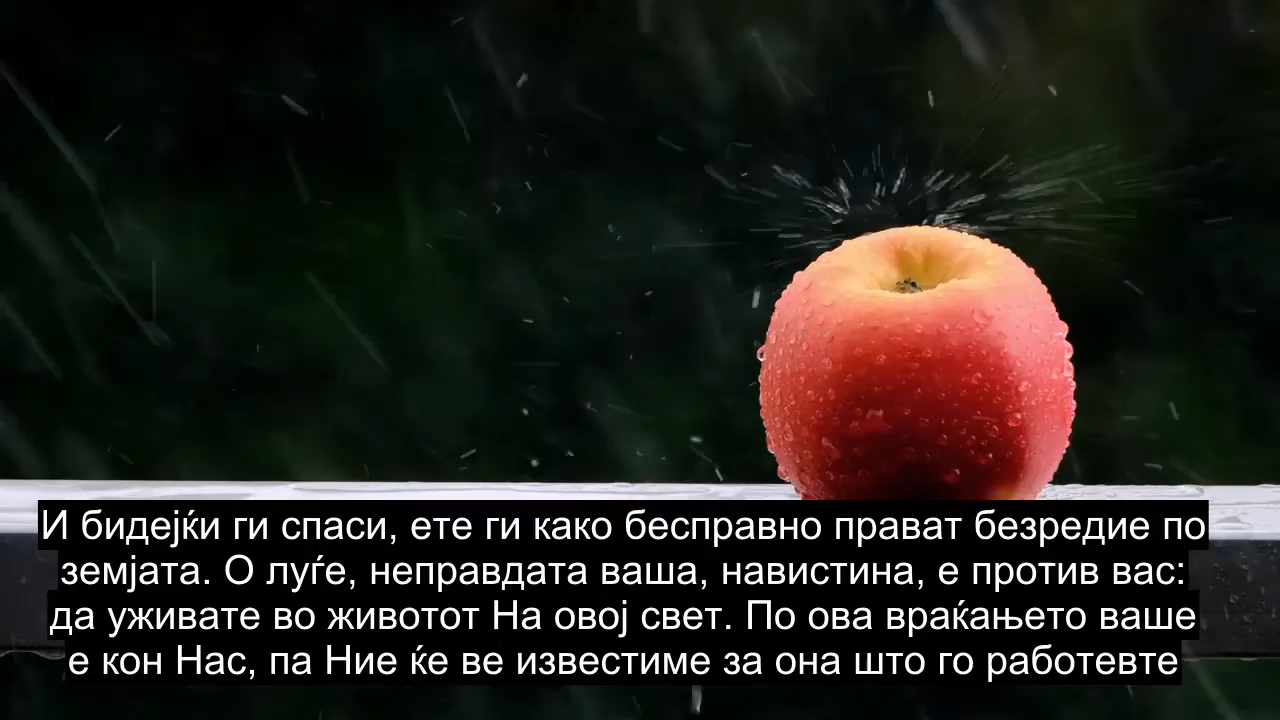 И бидејќи ги спаси, ете ги како бесправно прават безредие по
земјата. О луѓе, неправдата ваша, навистина, е против вас:
да уживате во животот На овој свет. По ова враќањето ваше
е кон Нас, па Ние ќе ве известиме за она што го работевте